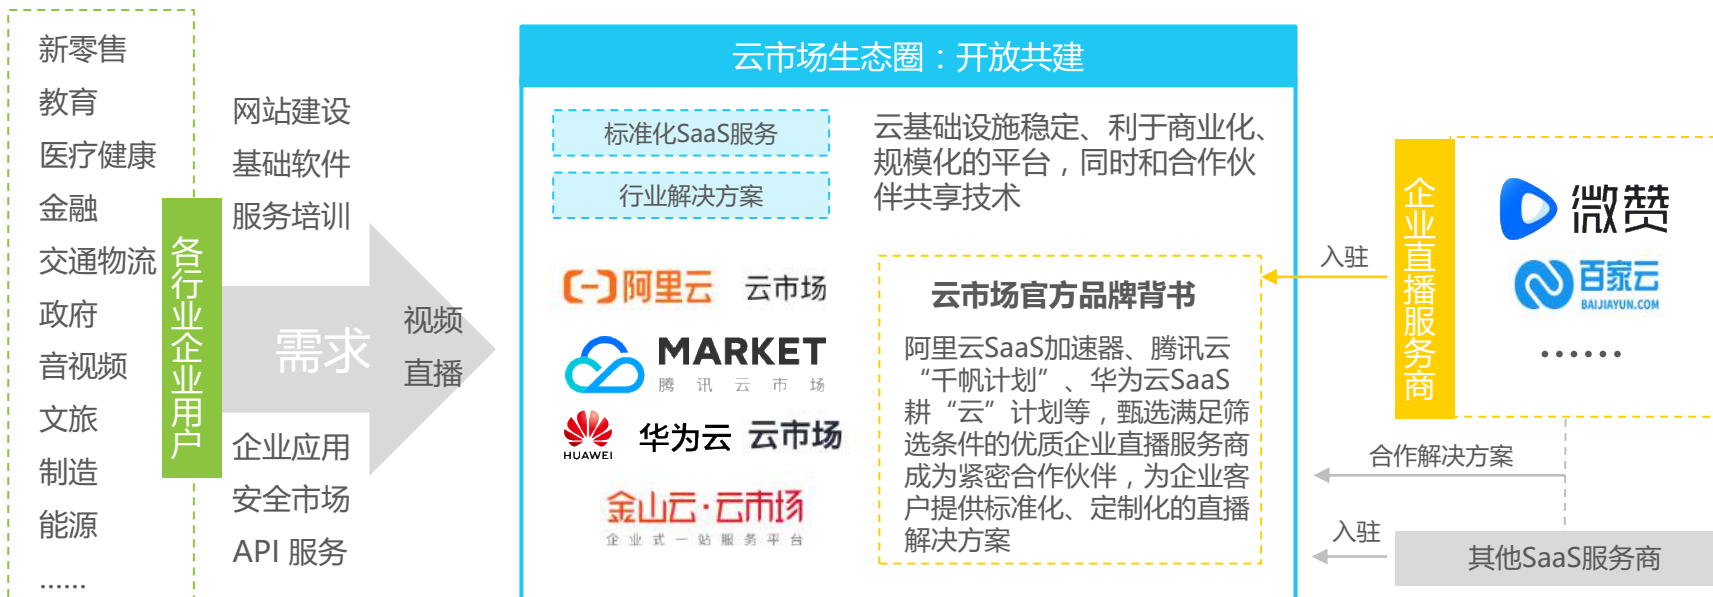 新零售
教育
医疗健康
金融
交通物流
政府
音视频
文旅
制造
能源
......
各行业企业用户
网站建设
基础软件
服务培训
需求
视频
直播
企业应用
安全市场
API 服务
云市场生态圈：开放共建
标准化SaaS服务
行业解决方案
云基础设施稳定、利于商业化、
规模化的平台，同时和合作伙
伴共享技术
阿里云 云市场
MARKET
腾讯云市场
HUAWEI
华为云 云市场
金山云·云市场
企业式一站服务平台
云市场官方品牌背书
阿里云SaaS加速器、腾讯云
“千帆计划”、华为云SaaS
耕“云”计划等，甄选满足筛
选条件的优质企业直播服务商
成为紧密合作伙伴，为企业客
户提供标准化、定制化的直播
解决方案
入驻
企业直播服务商
微赞
百家云
BAIJIAYUN.COM
......
合作解决方案
入驻
其他SaaS服务商